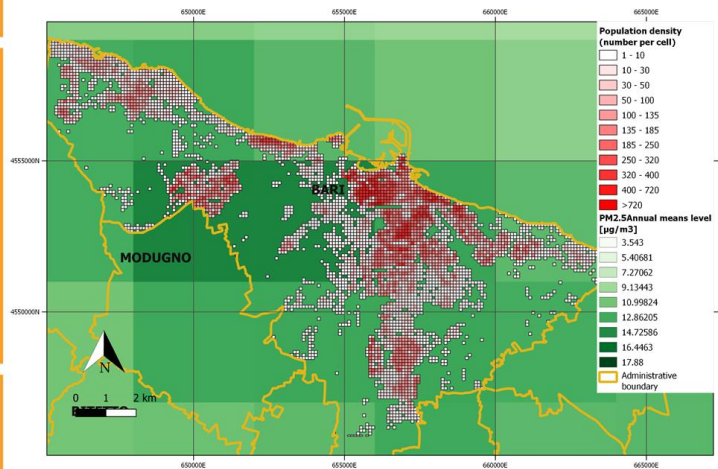 650000E 655000E 660000E 665000E
Population density
(number per cell)
1 - 10
10 - 30
30 - 50
50 - 100
100 - 135
135 - 185
185 - 250
250 - 320
320 - 400
400 - 720
>720
PM2.5Annual means level
[µg/m3]
3.543
5.40681
7.27062
9.13443
10.99824
12.86205
14.72586
16.4463
17.88
Administrative
boundary
4555000N
BARI
MODUGNO
4550000N
N
0 1 2 km
BITETTO
650000E 655000E 660000E 665000E